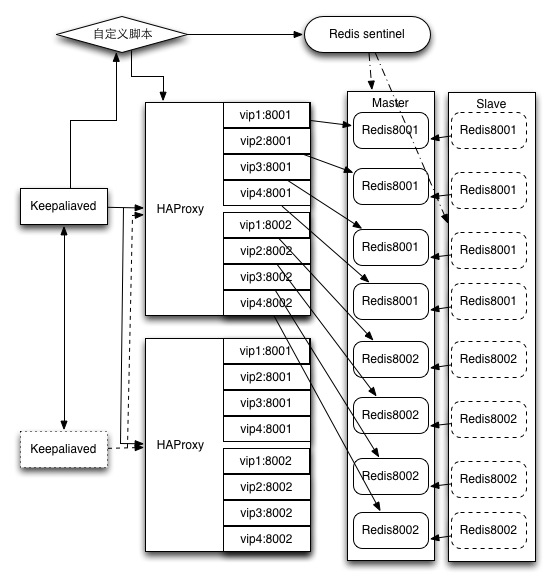 自定义脚本
Redis sentinel
Keepaliaved
Keepaliaved
HAProxy
vip1:8001
vip2:8001
vip3:8001
vip4:8001
vip1:8002
vip2:8002
vip3:8002
vip4:8002
HAProxy
vip1:8001
vip2:8001
vip3:8001
vip4:8001
vip1:8002
vip2:8002
vip3:8002
vip4:8002
Master
Redis8001
Redis8001
Redis8001
Redis8001
Redis8002
Redis8002
Redis8002
Redis8002
Slave
Redis8001
Redis8001
Redis8001
Redis8001
Redis8002
Redis8002
Redis8002
Redis8002